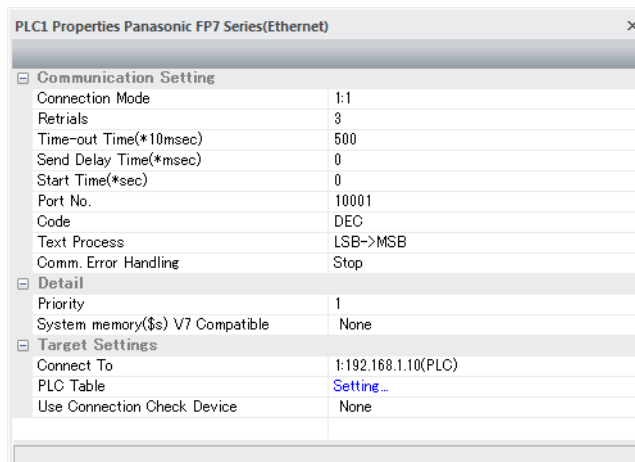 PLC1 Properties Panasonic FP7 Series(Ethernet)
Communication Setting
Connection Mode 1:1
Retrials 3
Time-out Time(*10msec) 500
Send Delay Time(*msec) 0
Start Time(*sec) 0
Port No. 10001
Code DEC
Text Process LSB->MSB
Comm. Error Handling Stop
Detail
Priority 1
System memory($s) V7 Compatible None
Target Settings
Connect To 1:192.168.1.10(PLC)
PLC Table Setting...
Use Connection Check Device None